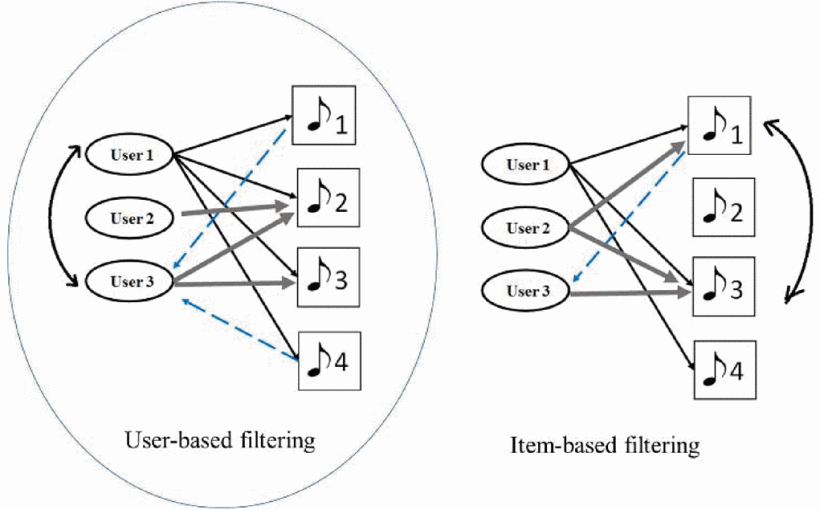 User 1
User 2
User 3
1
2
3
4
User-based filtering
User 1
User 2
User 3
1
2
3
4
Item-based filtering